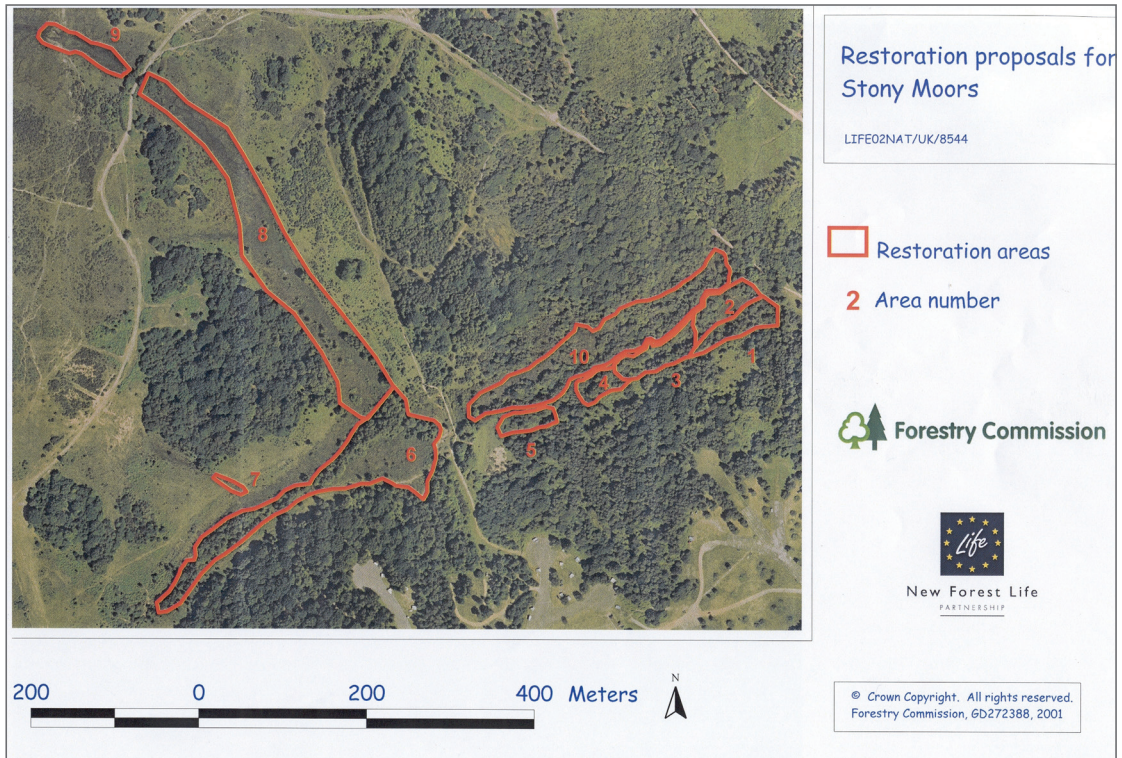 Restoration proposals for
Stony Moors
LIFE02NAT/UK/8544
Restoration areas
2 Area number
Forestry Commission
Life
New Forest Life
PARTNERSHIP
9
8
2
10
1
4
3
6
5
7
200 0 200 400 Meters
N
© Crown Copyright. All rights reserved.
Forestry Commission, GD272388, 2001